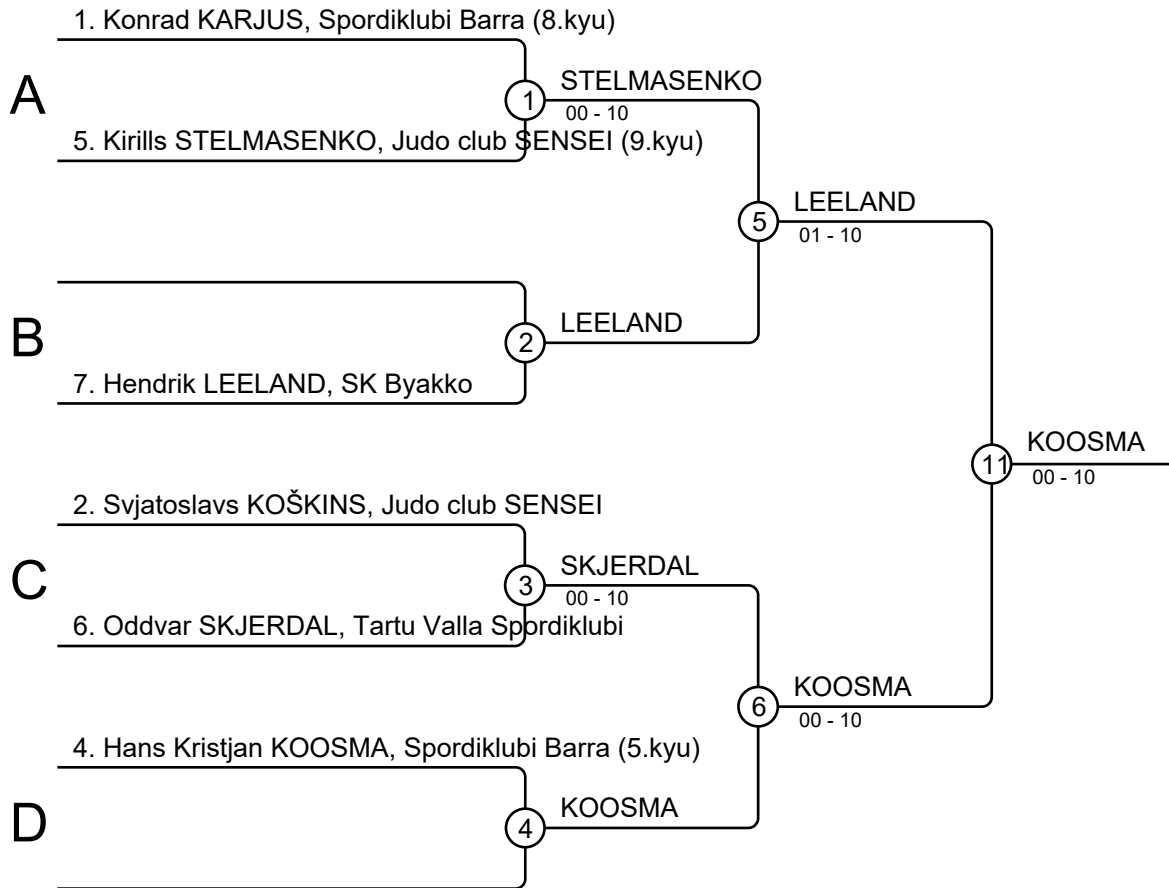 1. Konrad KARJUS, Spordiklubi Barra (8.kyu)
A
1
STELMASENKO
00 - 10
5. Kirills STELMASENKO, Judo club SENSEI (9.kyu)
5
LEELAND
01 - 10
B
2
LEELAND
7. Hendrik LEELAND, SK Byakko
11
KOOSMA
00 - 10
2. Svjatoslavs KOŠKINS, Judo club SENSEI
C
3
SKJERDAL
00 - 10
6. Oddvar SKJERDAL, Tartu Valla Spordiklubi
6
KOOSMA
00 - 10
4. Hans Kristjan KOOSMA, Spordiklubi Barra (5.kyu)
D
4
KOOSMA